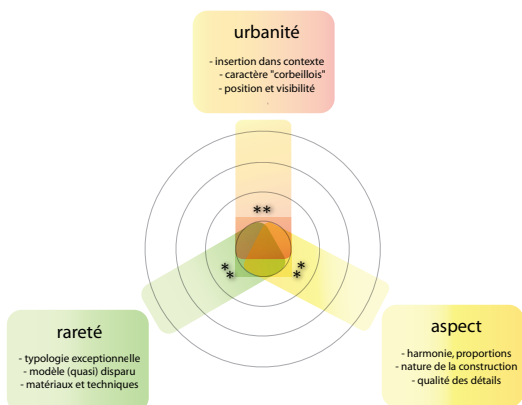 urbanité
- insertion dans contexte
- caractère "corbeillois"
- position et visibilité
**
**
**
rareté
- typologie exceptionnelle
- modèle (quasi) disparu
- matériaux et techniques
aspect
- harmonie, proportions
- nature de la construction
- qualité des détails